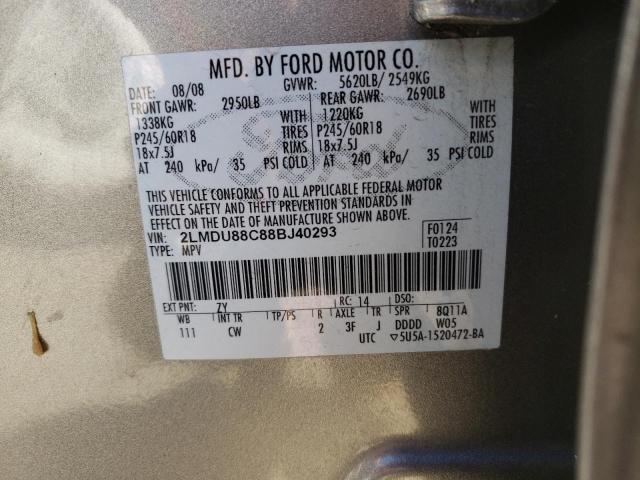 MFD. BY FORD MOTOR CO.
DATE: 08/08 GVWR: 5620LB/ 2549KG
FRONT GAWR: 2950LB REAR GAWR: 2690LB
1338KG 1220KG
P245/60R18 TIRES P245/60R18 TIRES
18x7.5J RIMS 18x7.5J RIMS
AT 240 kPa/ 35 PSI COLD AT 240 kPa/ 35 PSI COLD
THIS VEHICLE CONFORMS TO ALL APPLICABLE FEDERAL MOTOR
VEHICLE SAFETY AND THEFT PREVENTION STANDARDS IN
EFFECT ON THE DATE OF MANUFACTURE SHOWN ABOVE.
VIN: 2LMDU88C88BJ40293 F0124
TYPE: MPV T0223
EXT PNT: ZY RC: 14 DSO:
WB INT TR TP/PS R AXLE TR SPR 8Q11A
111 CW 2 3F J DDDD W05
UTC ▽5U5A-1520472-BA
Ford